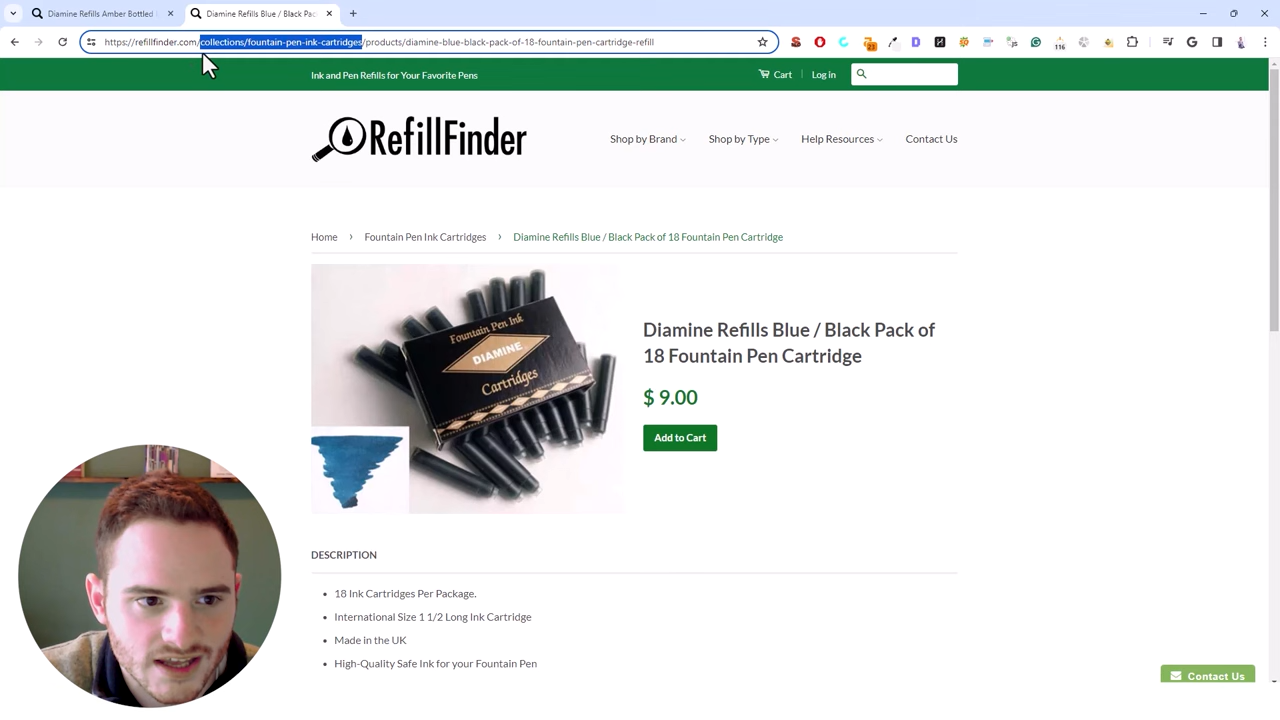 Diamine Refills Amber Bottled
Diamine Refills Blue / Black Pac
https://refillfinder.com/collections/fountain-pen-ink-cartridges/products/diamine-blue-black-pack-of-18-fountain-pen-cartridge-refill
23
116
Ink and Pen Refills for Your Favorite Pens
Cart
Log in
RefillFinder
Shop by Brand
Shop by Type
Help Resources
Contact Us
Home › Fountain Pen Ink Cartridges › Diamine Refills Blue / Black Pack of 18 Fountain Pen Cartridge
Fountain Pen Ink
DIAMINE
Cartridges
Diamine Refills Blue / Black Pack of
18 Fountain Pen Cartridge
$ 9.00
Add to Cart
DESCRIPTION
• 18 Ink Cartridges Per Package.
• International Size 1 1/2 Long Ink Cartridge
• Made in the UK
• High-Quality Safe Ink for your Fountain Pen
Contact Us